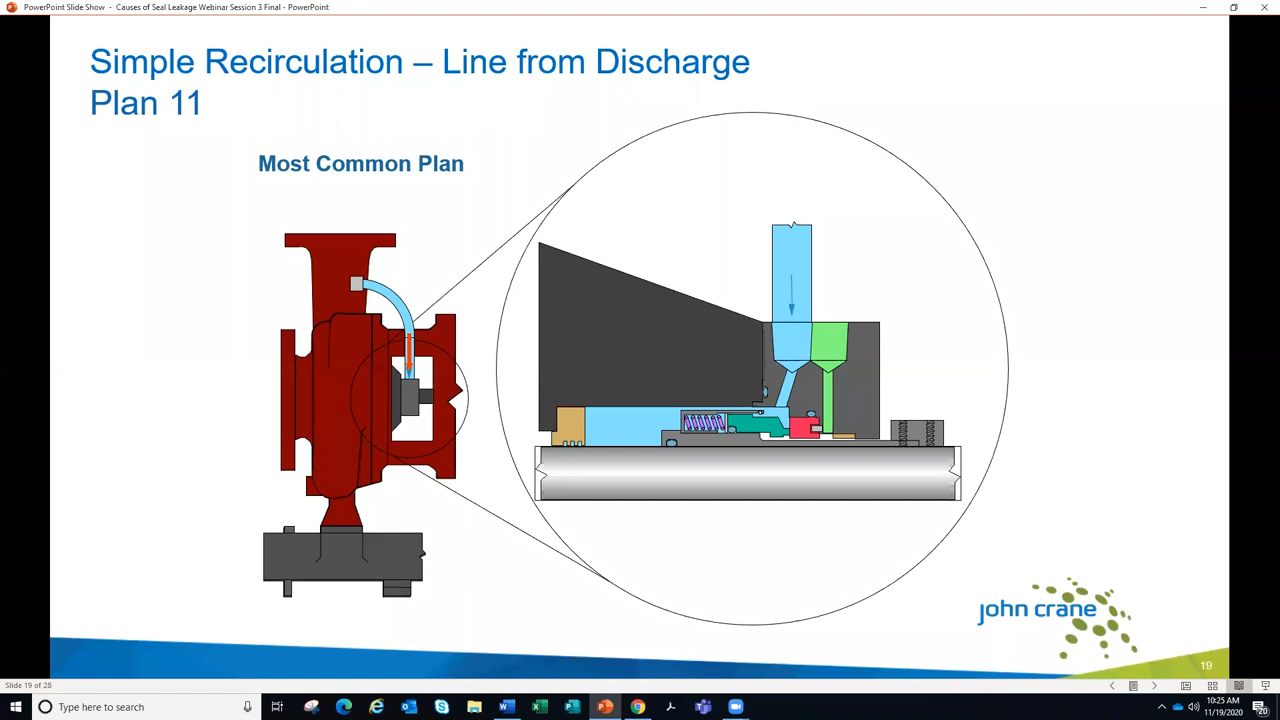 PowerPoint Slide Show - Causes of Seal Leakage Webinar Session 3 Final - PowerPoint
Simple Recirculation – Line from Discharge
Plan 11
Most Common Plan
john crane
19
Slide 19 of 28
Type here to search
10:25 AM
11/19/2020
20